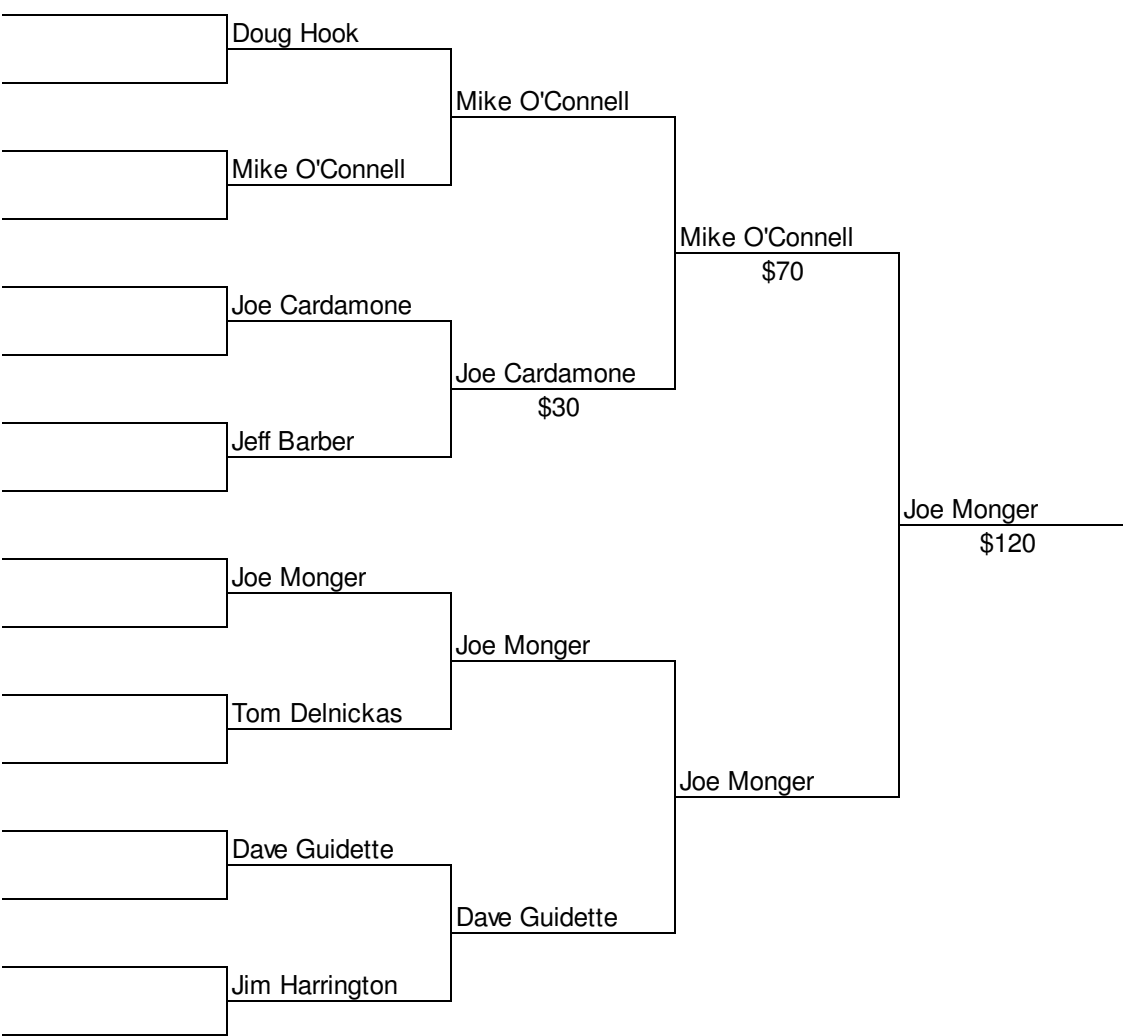 Doug Hook
Mike O'Connell
Mike O'Connell
Mike O'Connell
$70
Joe Cardamone
Joe Cardamone
$30
Jeff Barber
Joe Monger
$120
Joe Monger
Joe Monger
Tom Delnickas
Joe Monger
Dave Guidette
Dave Guidette
Jim Harrington